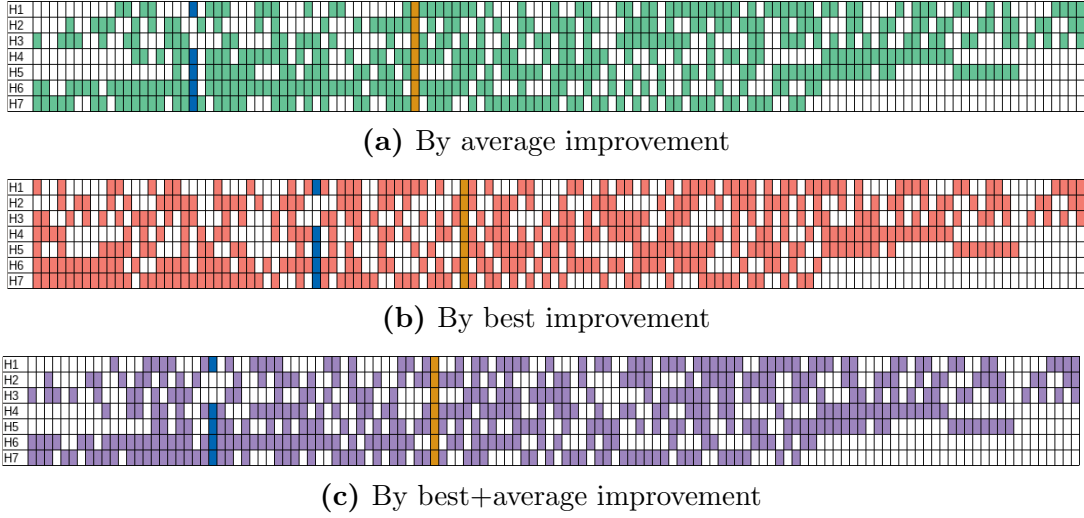 H1
H2
H3
H4
H5
H6
H7
(a) By average improvement
H1
H2
H3
H4
H5
H6
H7
(b) By best improvement
H1
H2
H3
H4
H5
H6
H7
(c) By best+average improvement